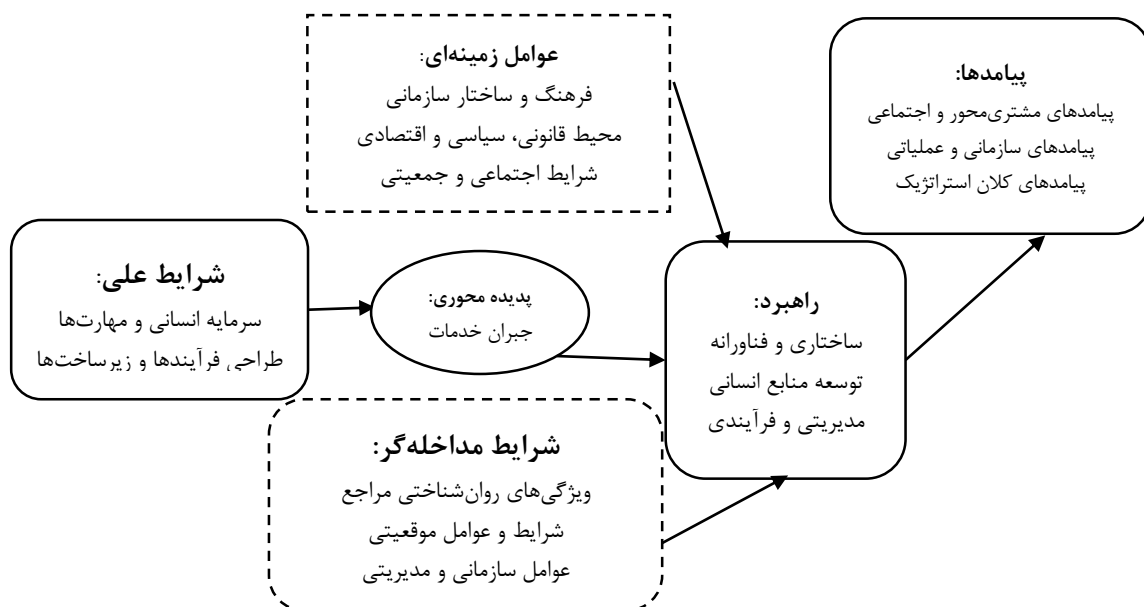 عوامل زمینه‌ای:
فرهنگ و ساختار سازمانی
محیط قانونی، سیاسی و اقتصادی
شرایط اجتماعی و جمعیتی
پیامدها:
پیامدهای مشتری‌محور و اجتماعی
پیامدهای سازمانی و عملیاتی
پیامدهای کلان استراتژیک
شرایط علی:
سرمایه انسانی و مهارت‌ها
طراحی فرآیندها و زیرساخت‌ها
پدیده محوری:
جبران خدمات
راهبرد:
ساختاری و فناورانه
توسعه منابع انسانی
مدیریتی و فرآیندی
شرایط مداخله‌گر:
ویژگی‌های روان‌شناختی مراجع
شرایط و عوامل موقعیتی
عوامل سازمانی و مدیریتی